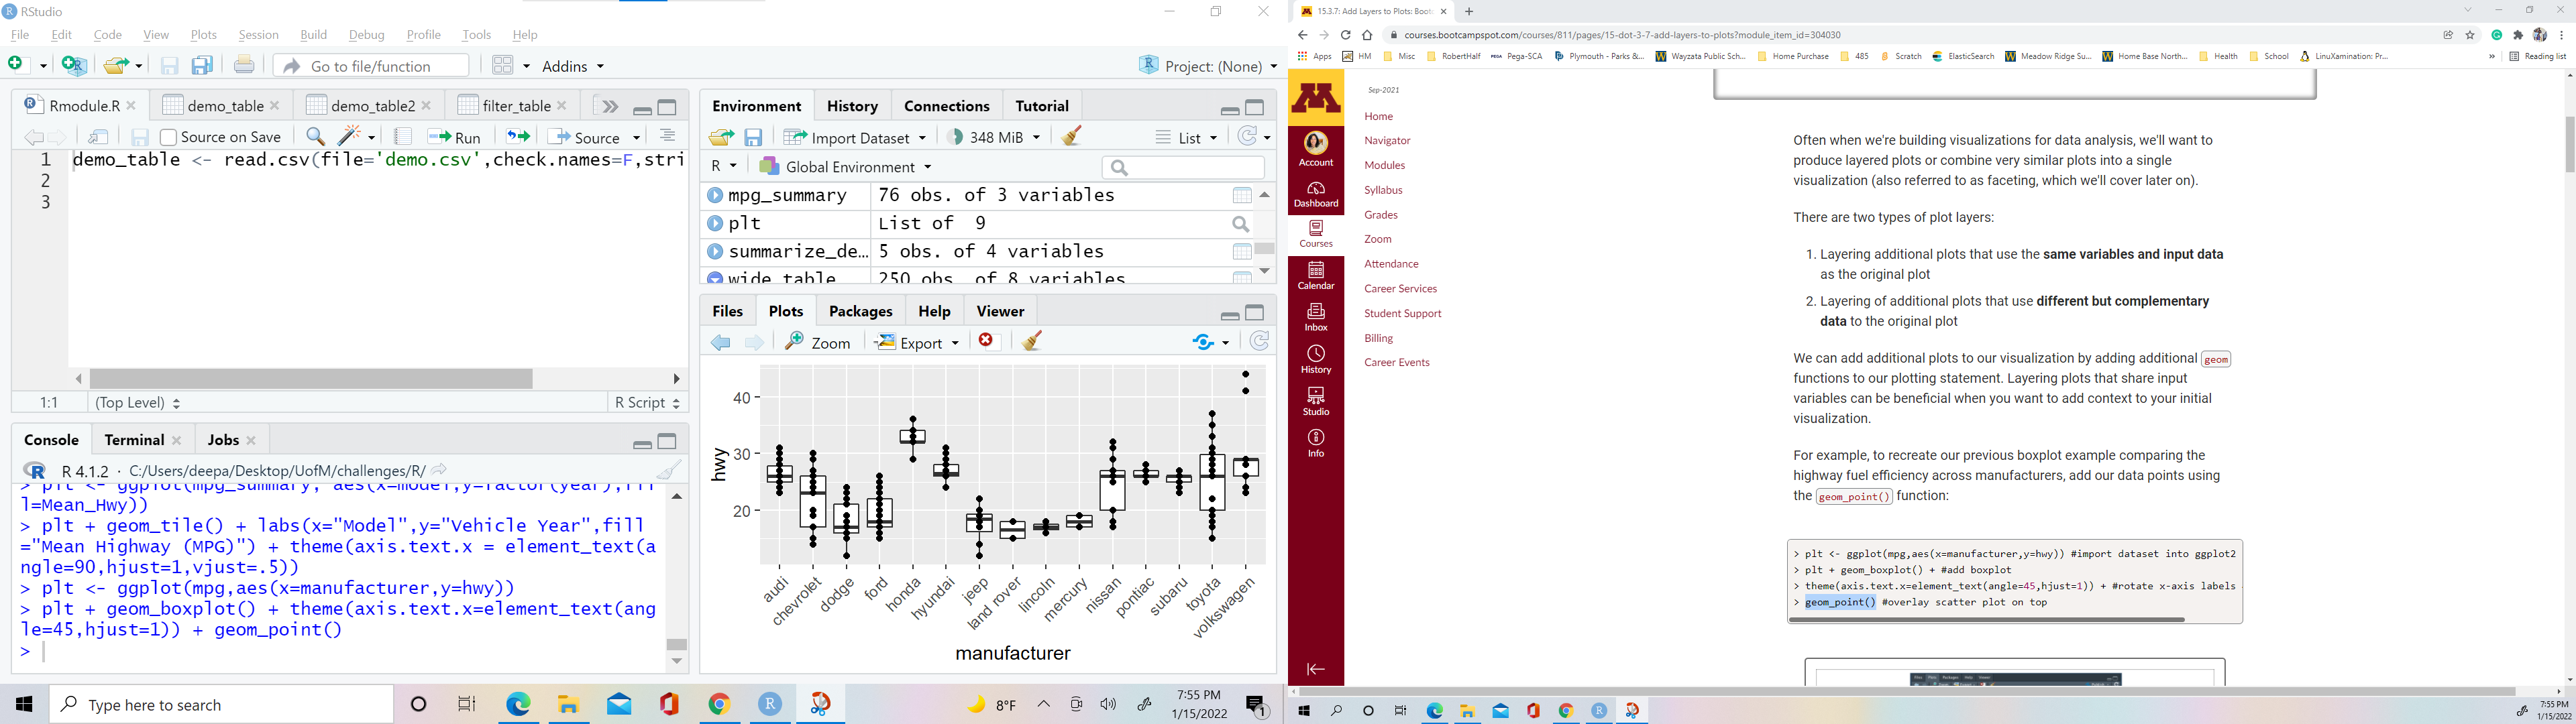 RStudio
File Edit Code View Plots Session Build Debug Profile Tools Help
Go to file/function Addins Project: (None)
Rmodule.R demo_table demo_table2 filter_table
Source on Save Run Source
1 demo_table <- read.csv(file='demo.csv',check.names=F,stri
2
3
1:1 (Top Level) R Script
Console Terminal Jobs
R 4.1.2 · C:/Users/deepa/Desktop/UofM/challenges/R/
> plt <- ggplot(mpg_summary, aes(x=model,y=factor(year),fil
l=Mean_Hwy))
> plt + geom_tile() + labs(x="Model",y="Vehicle Year",fill
="Mean Highway (MPG)") + theme(axis.text.x = element_text(a
ngle=90,hjust=1,vjust=.5))
> plt <- ggplot(mpg,aes(x=manufacturer,y=hwy))
> plt + geom_boxplot() + theme(axis.text.x=element_text(ang
le=45,hjust=1)) + geom_point()
>
Environment History Connections Tutorial
Import Dataset 348 MiB List
R Global Environment
mpg_summary 76 obs. of 3 variables
plt List of 9
summarize_de... 5 obs. of 4 variables
wide_table 250 obs. of 8 variables
Files Plots Packages Help Viewer
Zoom Export
40
30
20
hwy
audi
chevrolet
dodge
ford
honda
hyundai
jeep
land rover
lincoln
mercury
nissan
pontiac
subaru
toyota
volkswagen
manufacturer
Type here to search
8°F
7:55 PM
1/15/2022
1
15.3.7: Add Layers to Plots: Boot
courses.bootcampspot.com/courses/811/pages/15-dot-3-7-add-layers-to-plots?module_item_id=304030
Apps HM Misc RobertHalf Pega-SCA Plymouth - Parks &... Wayzata Public Sch... Home Purchase 485 Scratch ElasticSearch Meadow Ridge Su... Home Base North... Health School LinuXamination: Pr... » Reading list
M
Account
Dashboard
Courses
Calendar
Inbox
History
Studio
Info
Sep-2021
Home
Navigator
Modules
Syllabus
Grades
Zoom
Attendance
Career Services
Student Support
Billing
Career Events
Often when we're building visualizations for data analysis, we'll want to
produce layered plots or combine very similar plots into a single
visualization (also referred to as faceting, which we'll cover later on).
There are two types of plot layers:
1. Layering additional plots that use the same variables and input data
as the original plot
2. Layering of additional plots that use different but complementary
data to the original plot
We can add additional plots to our visualization by adding additional geom
functions to our plotting statement. Layering plots that share input
variables can be beneficial when you want to add context to your initial
visualization.
For example, to recreate our previous boxplot example comparing the
highway fuel efficiency across manufacturers, add our data points using
the geom_point() function:
> plt <- ggplot(mpg,aes(x=manufacturer,y=hwy)) #import dataset into ggplot2
> plt + geom_boxplot() + #add boxplot
> theme(axis.text.x=element_text(angle=45,hjust=1)) + #rotate x-axis labels
> geom_point() #overlay scatter plot on top
7:55 PM
1/15/2022